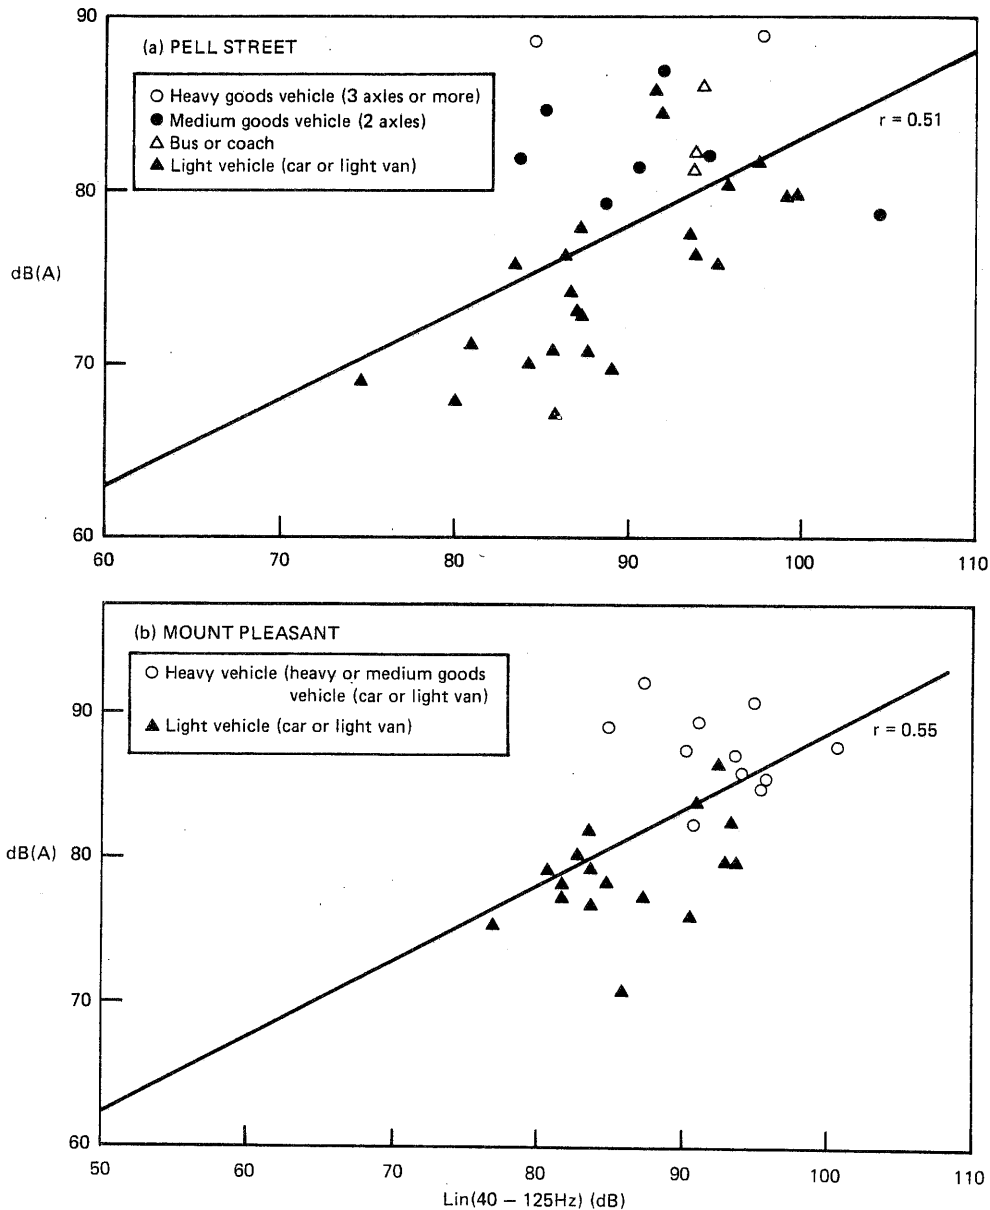 90
(a) PELL STREET
Heavy goods vehicle (3 axles or more)
Medium goods vehicle (2 axles)
Bus or coach
Light vehicle (car or light van)
r = 0.51
80
dB(A)
70
60
60 70 80 90 100 110
(b) MOUNT PLEASANT
Heavy vehicle (heavy or medium goods
vehicle (car or light van)
Light vehicle (car or light van)
90
r = 0.55
dB(A) 80
70
60
50 60 70 80 90 100 110
Lin(40 – 125Hz) (dB)